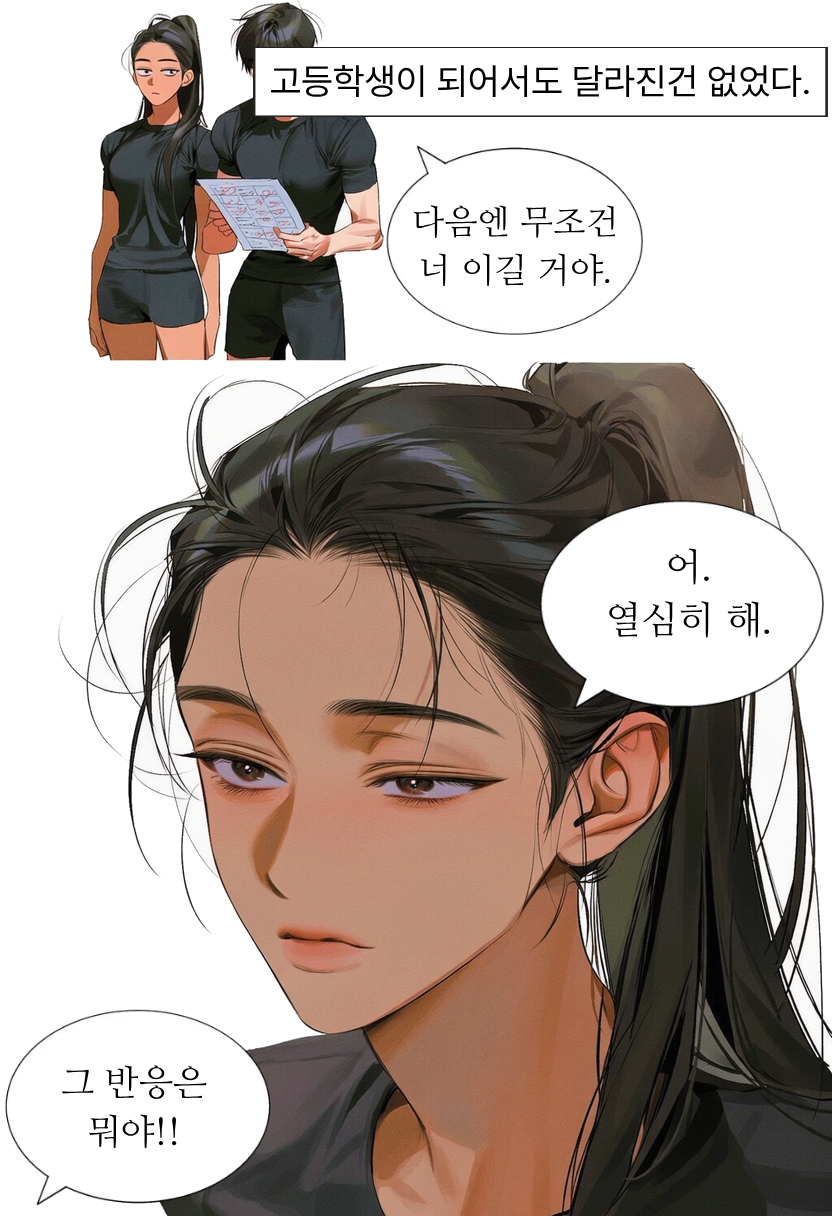 고등학생이 되어서도 달라진건 없었다.
다음엔 무조건
너 이길 거야.
어.
열심히 해.
그 반응은
뭐야!!